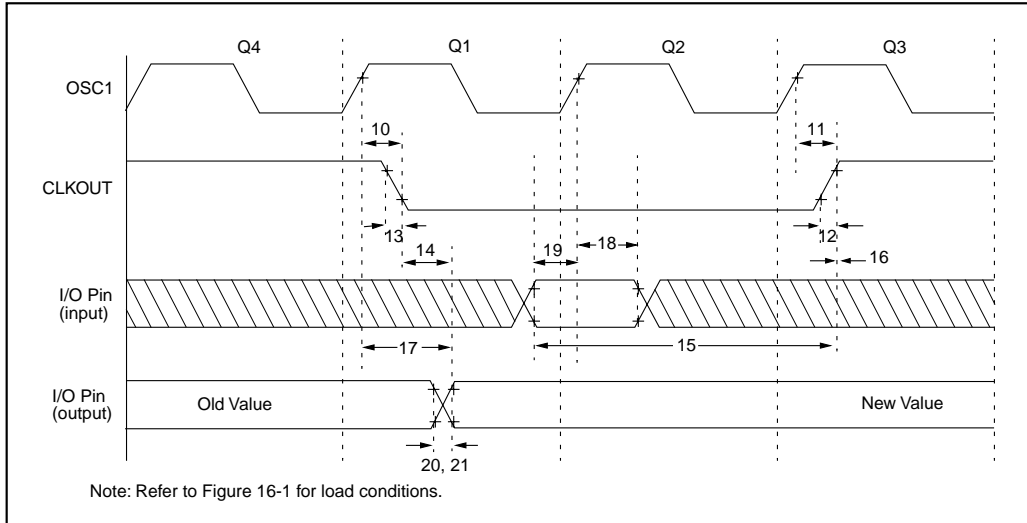 Q4 Q1 Q2 Q3
OSC1
10 11
CLKOUT
13 14 19 18 12 16
I/O Pin
(input)
17 15
I/O Pin
(output)
Old Value New Value
20, 21
Note: Refer to Figure 16-1 for load conditions.